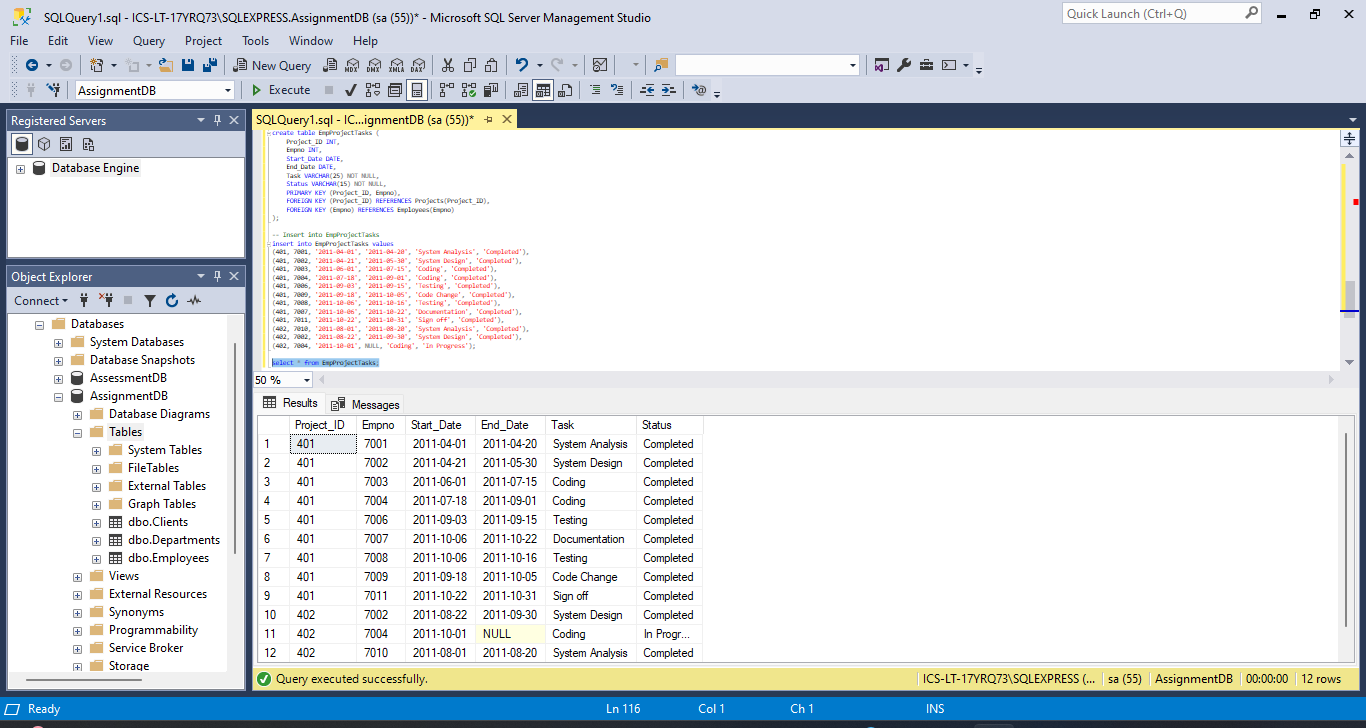 SQLQuery1.sql - ICS-LT-17YRQ73\SQLEXPRESS.AssignmentDB (sa (55))* - Microsoft SQL Server Management Studio
Quick Launch (Ctrl+Q)
File Edit View Query Project Tools Window Help
New Query MDX DMX XMLA DAX
AssignmentDB
Execute
Registered Servers
Database Engine
Object Explorer
Connect
Databases
System Databases
Database Snapshots
AssessmentDB
AssignmentDB
Database Diagrams
Tables
System Tables
FileTables
External Tables
Graph Tables
dbo.Clients
dbo.Departments
dbo.Employees
Views
External Resources
Synonyms
Programmability
Service Broker
Storage
SQLQuery1.sql - IC...ignmentDB (sa (55))*
create table EmpProjectTasks (
Project_ID INT,
Empno INT,
Start_Date DATE,
End_Date DATE,
Task VARCHAR(25) NOT NULL,
Status VARCHAR(15) NOT NULL,
PRIMARY KEY (Project_ID, Empno),
FOREIGN KEY (Project_ID) REFERENCES Projects(Project_ID),
FOREIGN KEY (Empno) REFERENCES Employees(Empno)
);
-- Insert into EmpProjectTasks
insert into EmpProjectTasks values
(401, 7001, '2011-04-01', '2011-04-20', 'System Analysis', 'Completed'),
(401, 7002, '2011-04-21', '2011-05-30', 'System Design', 'Completed'),
(401, 7003, '2011-06-01', '2011-07-15', 'Coding', 'Completed'),
(401, 7004, '2011-07-18', '2011-09-01', 'Coding', 'Completed'),
(401, 7006, '2011-09-03', '2011-09-15', 'Testing', 'Completed'),
(401, 7009, '2011-09-18', '2011-10-05', 'Code Change', 'Completed'),
(401, 7008, '2011-10-06', '2011-10-16', 'Testing', 'Completed'),
(401, 7007, '2011-10-06', '2011-10-22', 'Documentation', 'Completed'),
(401, 7011, '2011-10-22', '2011-10-31', 'Sign off', 'Completed'),
(402, 7010, '2011-08-01', '2011-08-20', 'System Analysis', 'Completed'),
(402, 7002, '2011-08-22', '2011-09-30', 'System Design', 'Completed'),
(402, 7004, '2011-10-01', NULL, 'Coding', 'In Progress');
select * from EmpProjectTasks;
50 %
Results Messages
Project_ID Empno Start_Date End_Date Task Status
1 401 7001 2011-04-01 2011-04-20 System Analysis Completed
2 401 7002 2011-04-21 2011-05-30 System Design Completed
3 401 7003 2011-06-01 2011-07-15 Coding Completed
4 401 7004 2011-07-18 2011-09-01 Coding Completed
5 401 7006 2011-09-03 2011-09-15 Testing Completed
6 401 7007 2011-10-06 2011-10-22 Documentation Completed
7 401 7008 2011-10-06 2011-10-16 Testing Completed
8 401 7009 2011-09-18 2011-10-05 Code Change Completed
9 401 7011 2011-10-22 2011-10-31 Sign off Completed
10 402 7002 2011-08-22 2011-09-30 System Design Completed
11 402 7004 2011-10-01 NULL Coding In Progr...
12 402 7010 2011-08-01 2011-08-20 System Analysis Completed
Query executed successfully. ICS-LT-17YRQ73\SQLEXPRESS (... sa (55) AssignmentDB 00:00:00 12 rows
Ready Ln 116 Col 1 Ch 1 INS